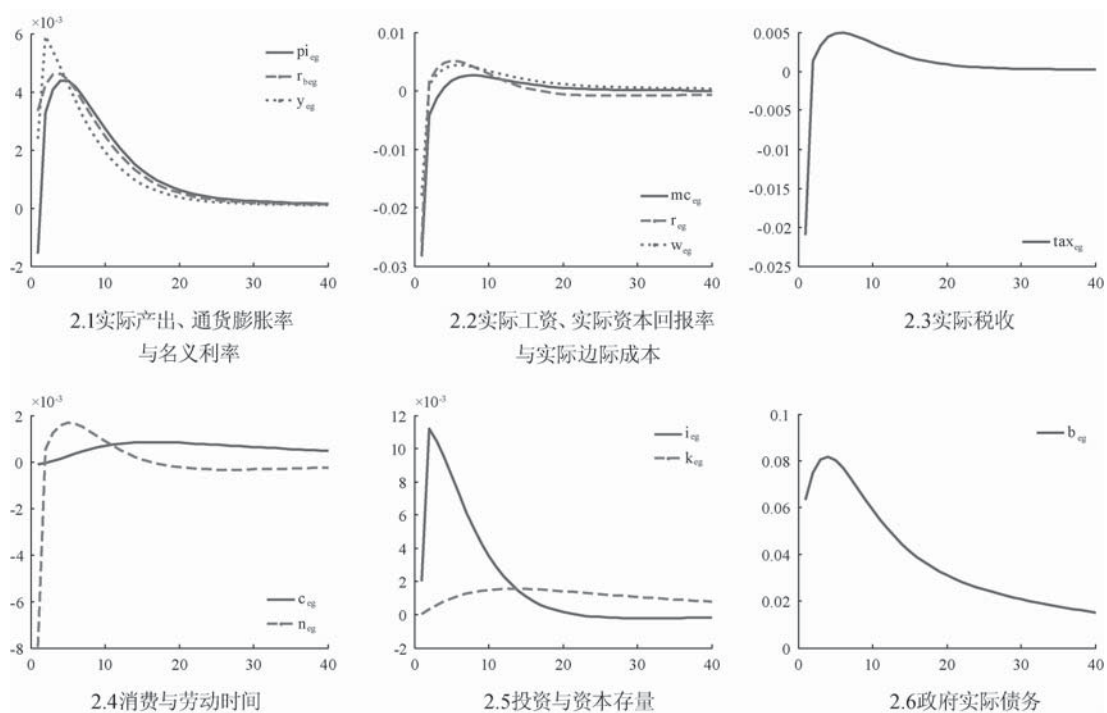 ×10⁻³
6
4
2
0
-2
0 10 20 30 40
pi_eg
r_beg
y_eg
2.1实际产出、通货膨胀率
与名义利率
0.01
0
-0.01
-0.02
-0.03
0 10 20 30 40
mc_eg
r_eg
w_eg
2.2实际工资、实际资本回报率
与实际边际成本
0.005
0
-0.005
-0.01
-0.015
-0.02
-0.025
0 10 20 30 40
tax_eg
2.3实际税收
×10⁻³
2
0
-2
-4
-6
-8
0 10 20 30 40
c_eg
n_eg
2.4消费与劳动时间
×10⁻³
12
10
8
6
4
2
0
-2
0 10 20 30 40
i_eg
k_eg
2.5投资与资本存量
0.1
0.08
0.06
0.04
0.02
0
0 10 20 30 40
b_eg
2.6政府实际债务